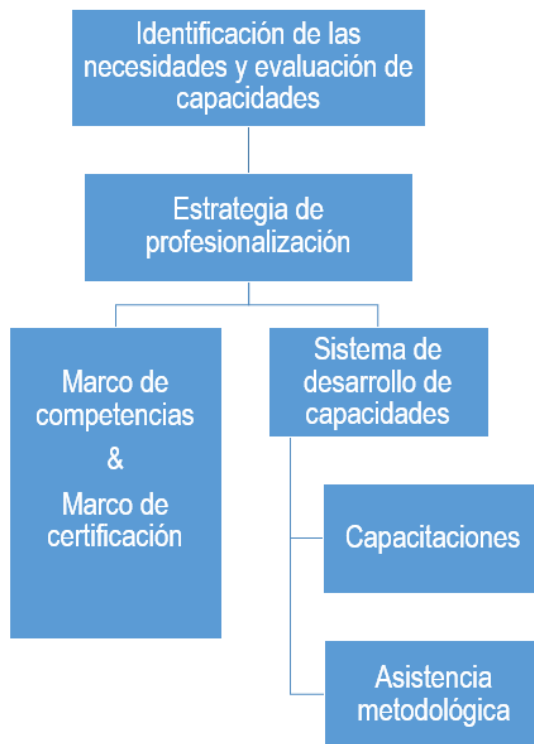 Identificación de las
necesidades y evaluación de
capacidades
Estrategia de
profesionalización
Marco de
competencias
&
Marco de
certificación
Sistema de
desarrollo de
capacidades
Capacitaciones
Asistencia
metodológica